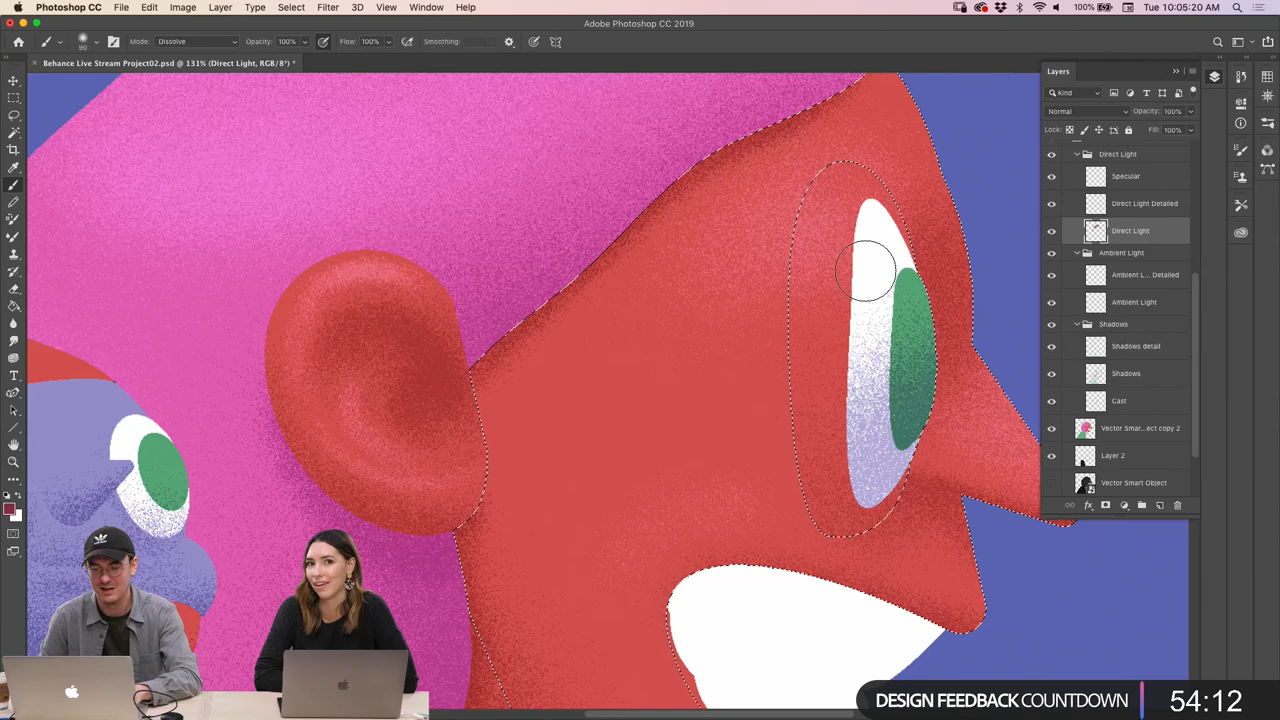 Photoshop CC File Edit Image Layer Type Select Filter 3D View Window Help 100% Tue 10:05:20 AM
Adobe Photoshop CC 2019
90 Mode: Dissolve Opacity: 100% Flow: 100% Smoothing:
Behance Live Stream Project02.psd @ 131% (Direct Light, RGB/8*) *
Layers
Kind
Normal Opacity: 100%
Lock: Fill: 100%
Direct Light
Specular
Direct Light Detailed
Direct Light
Ambient Light
Ambient L... Detailed
Ambient Light
Shadows
Shadows detail
Shadows
Cast
Vector Smar...ect copy 2
Layer 2
Vector Smart Object
fx
adidas
DESIGN FEEDBACK COUNTDOWN 54:12